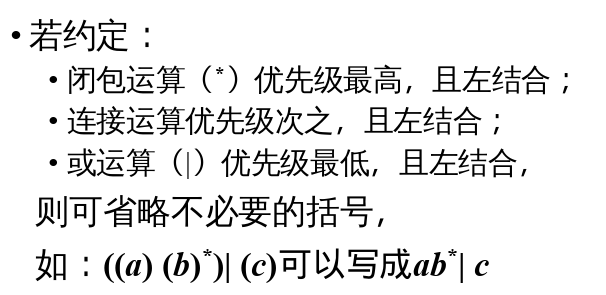 • 若约定：
• 闭包运算（*）优先级最高，且左结合；
• 连接运算优先级次之，且左结合；
• 或运算（|）优先级最低，且左结合，
则可省略不必要的括号，
如：((a) (b)*)| (c)可以写成ab*| c